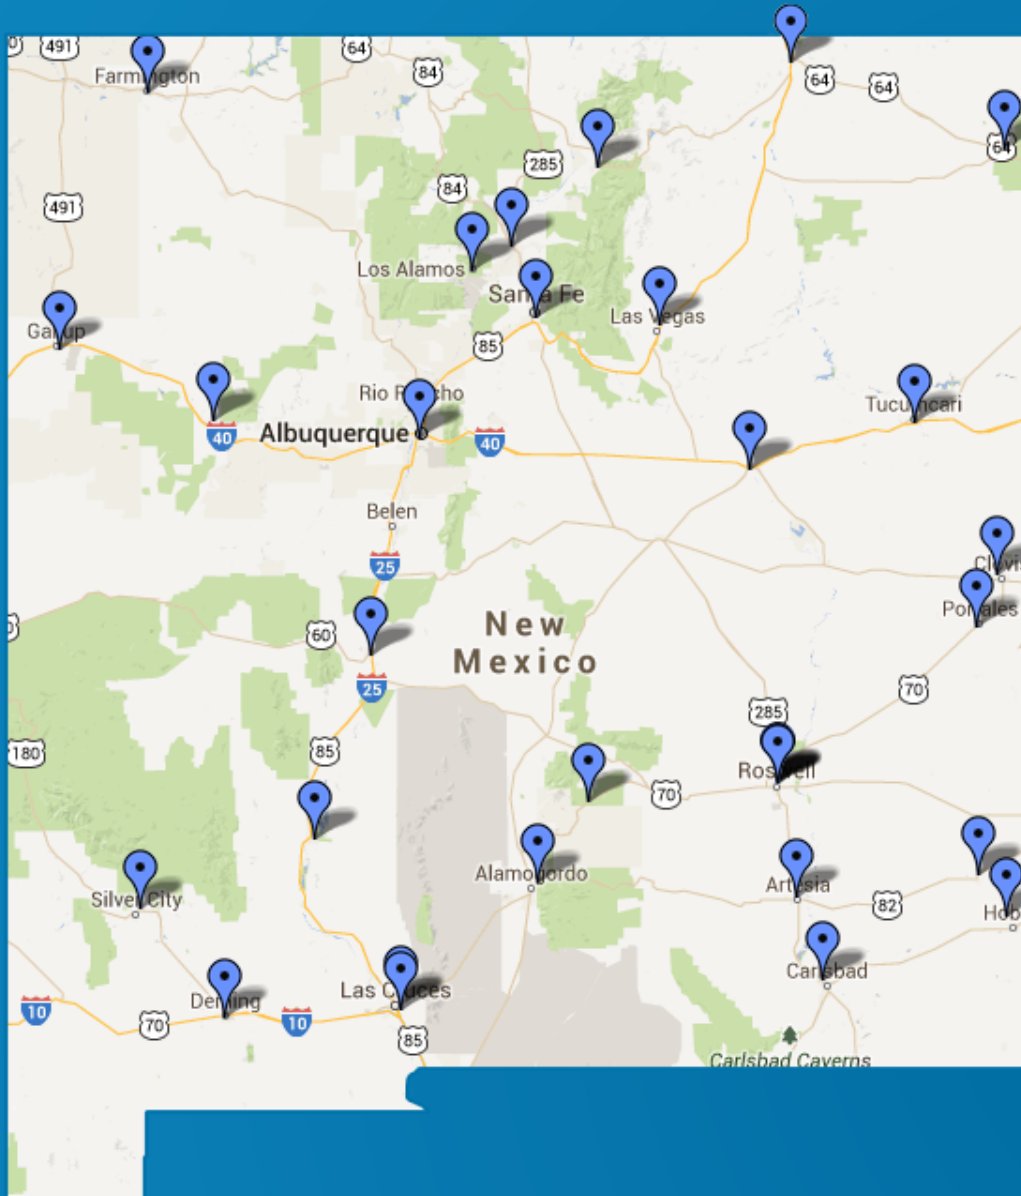 491
64
84
Farmington
64
64
64
285
84
491
Los Alamos
Santa Fe
Las Vegas
Gallup
85
Rio Rancho
Tucumcari
Albuquerque
40
40
Belen
25
Clovis
Portales
60
New
Mexico
25
70
285
180
85
Roswell
70
Alamogordo
Artesia
Silver City
82
Hob
Carlsbad
Las Cruces
Deming
10
10
70
85
Carlsbad Caverns